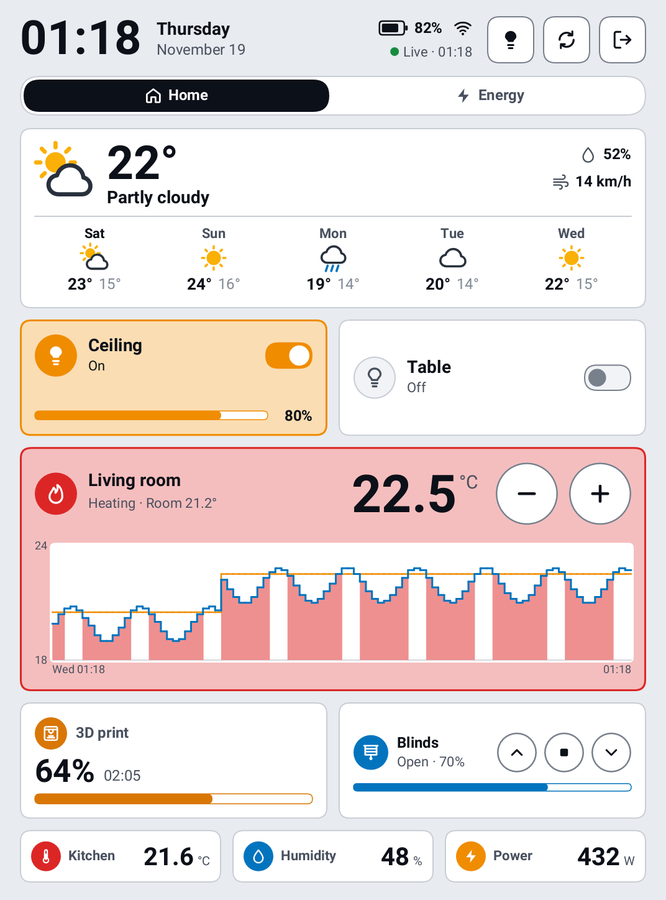 01:18
Thursday
November 19
82%
Live · 01:18
Home
Energy
22°
Partly cloudy
52%
14 km/h
Sat Sun Mon Tue Wed
23° 15° 24° 16° 19° 14° 20° 14° 22° 15°
Ceiling
On
80%
Table
Off
Living room
Heating · Room 21.2°
22.5 °C
24
18
Wed 01:18
01:18
3D print
64% 02:05
Blinds
Open · 70%
Kitchen 21.6 °C
Humidity 48 %
Power 432 W